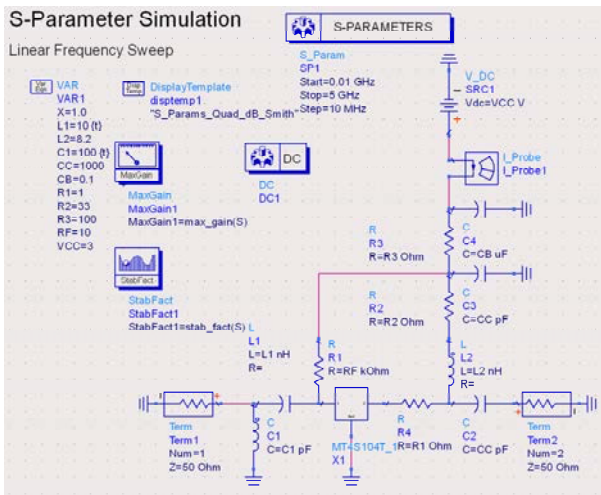 S-Parameter Simulation
Linear Frequency Sweep
S-PARAMETERS
S_Param
SP1
Start=0.01 GHz
Stop=5 GHz
Step=10 MHz
V_DC
SRC1
Vdc=VCC V
I_Probe
I_Probe1
Var
Eqn
VAR
VAR1
X=1.0
L1=10 {t}
L2=8.2
C1=100 {t}
CC=1000
CB=0.1
R1=1
R2=33
R3=100
RF=10
VCC=3
Disp
Temp
DisplayTemplate
disptemp1
"S_Params_Quad_dB_Smith"
MaxGain
MaxGain
MaxGain1
MaxGain1=max_gain(S)
DC
DC
DC1
StabFact
StabFact
StabFact1
StabFact1=stab_fact(S)
C
C4
C=CB uF
R
R3
R=R3 Ohm
C
C3
C=CC pF
R
R2
R=R2 Ohm
L
L2
L=L2 nH
R=
L
L1
L=L1 nH
R=
R
R1
R=RF kOhm
Term
Term1
Num=1
Z=50 Ohm
C
C1
C=C1 pF
MT4S104T_1
X1
R
R4
R=R1 Ohm
C
C2
C=CC pF
Term
Term2
Num=2
Z=50 Ohm